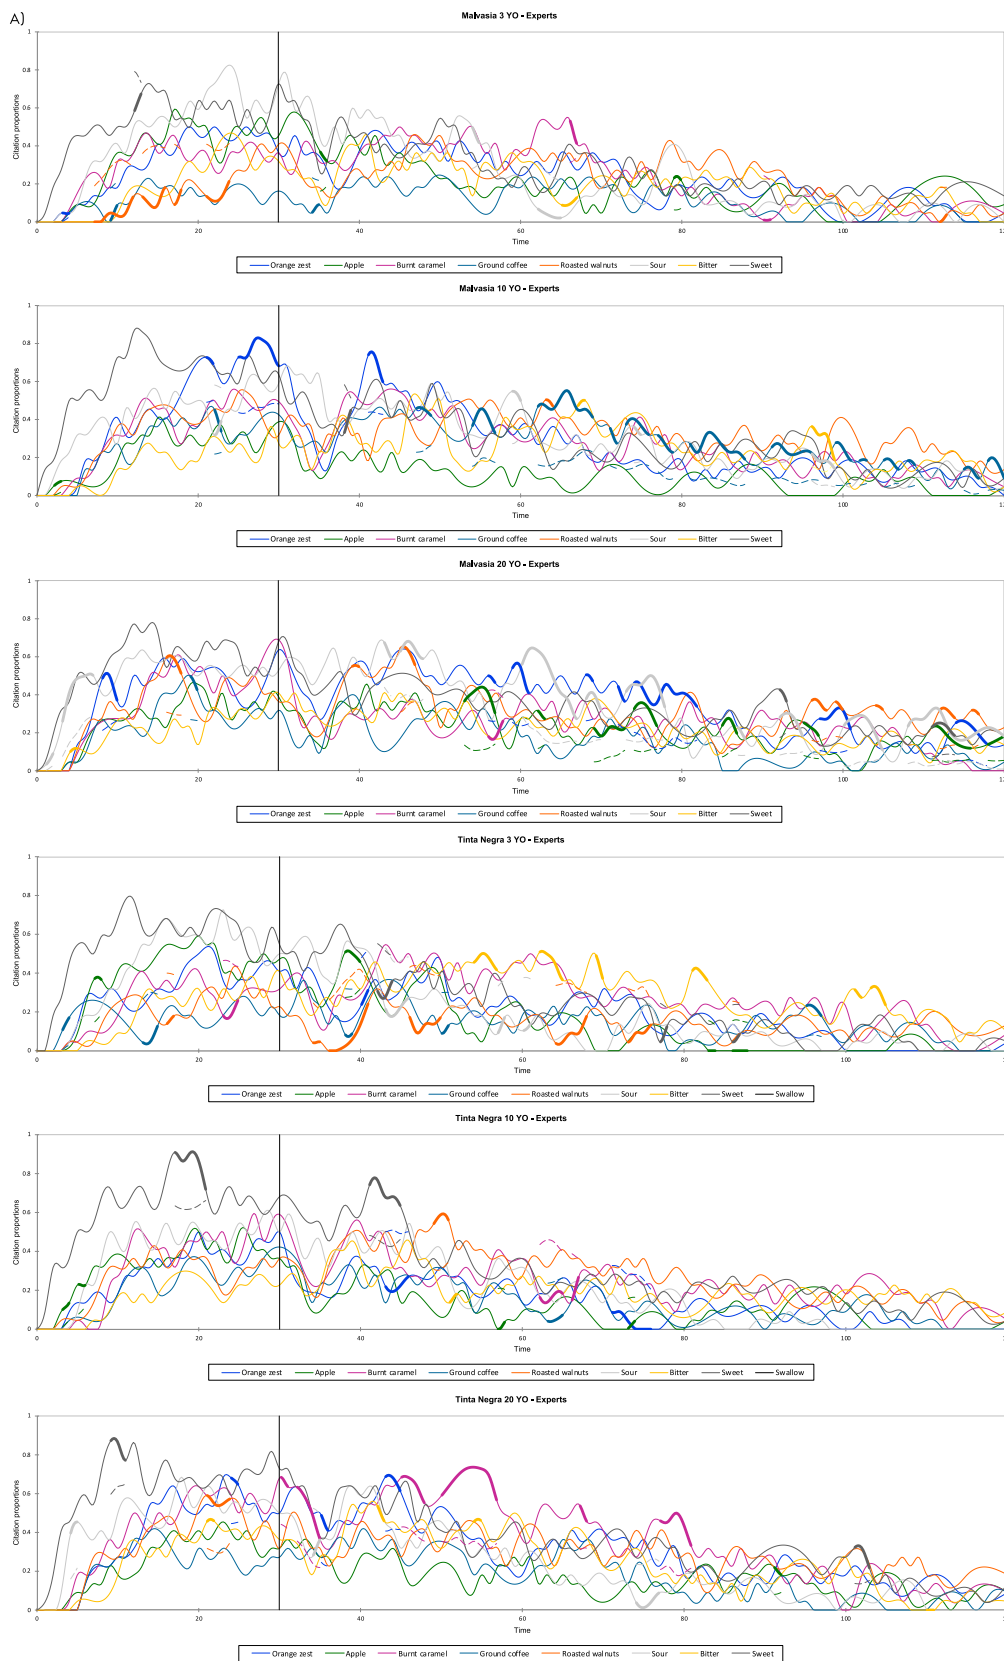 A)
Malvasia 3 YO - Experts
1
0.8
0.6
0.4
0.2
0
Citation proportions
0 20 40 60 80 100 120
Time
Orange zest Apple Burnt caramel Ground coffee Roasted walnuts Sour Bitter Sweet
Malvasia 10 YO - Experts
1
0.8
0.6
0.4
0.2
0
Citation proportions
0 20 40 60 80 100 120
Time
Orange zest Apple Burnt caramel Ground coffee Roasted walnuts Sour Bitter Sweet
Malvasia 20 YO - Experts
1
0.8
0.6
0.4
0.2
0
Citation proportions
0 20 40 60 80 100 120
Time
Orange zest Apple Burnt caramel Ground coffee Roasted walnuts Sour Bitter Sweet
Tinta Negra 3 YO - Experts
1
0.8
0.6
0.4
0.2
0
Citation proportions
0 20 40 60 80 100
Time
Orange zest Apple Burnt caramel Ground coffee Roasted walnuts Sour Bitter Sweet Swallow
Tinta Negra 10 YO - Experts
1
0.8
0.6
0.4
0.2
0
Citation proportions
0 20 40 60 80 100
Time
Orange zest Apple Burnt caramel Ground coffee Roasted walnuts Sour Bitter Sweet Swallow
Tinta Negra 20 YO - Experts
1
0.8
0.6
0.4
0.2
0
Citation proportions
0 20 40 60 80 100
Time
Orange zest Apple Burnt caramel Ground coffee Roasted walnuts Sour Bitter Sweet